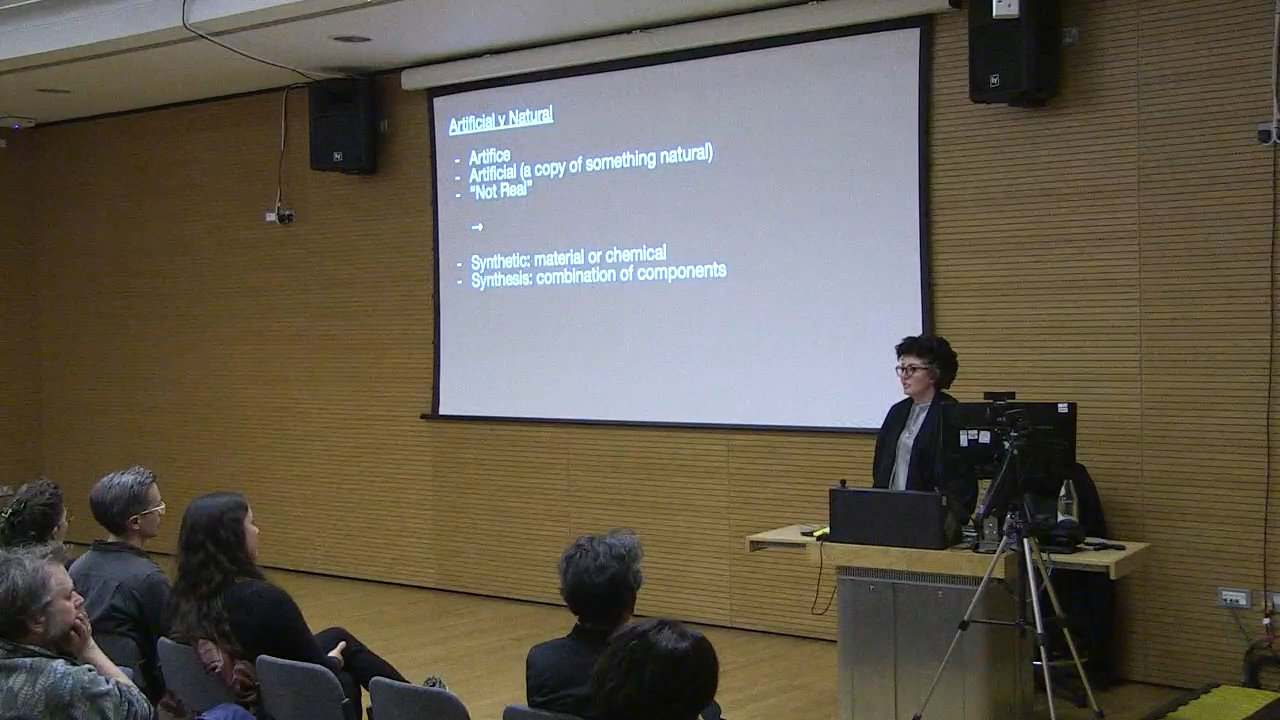 Artificial v Natural
- Artifice
- Artificial (a copy of something natural)
- “Not Real”
→
- Synthetic: material or chemical
- Synthesis: combination of components